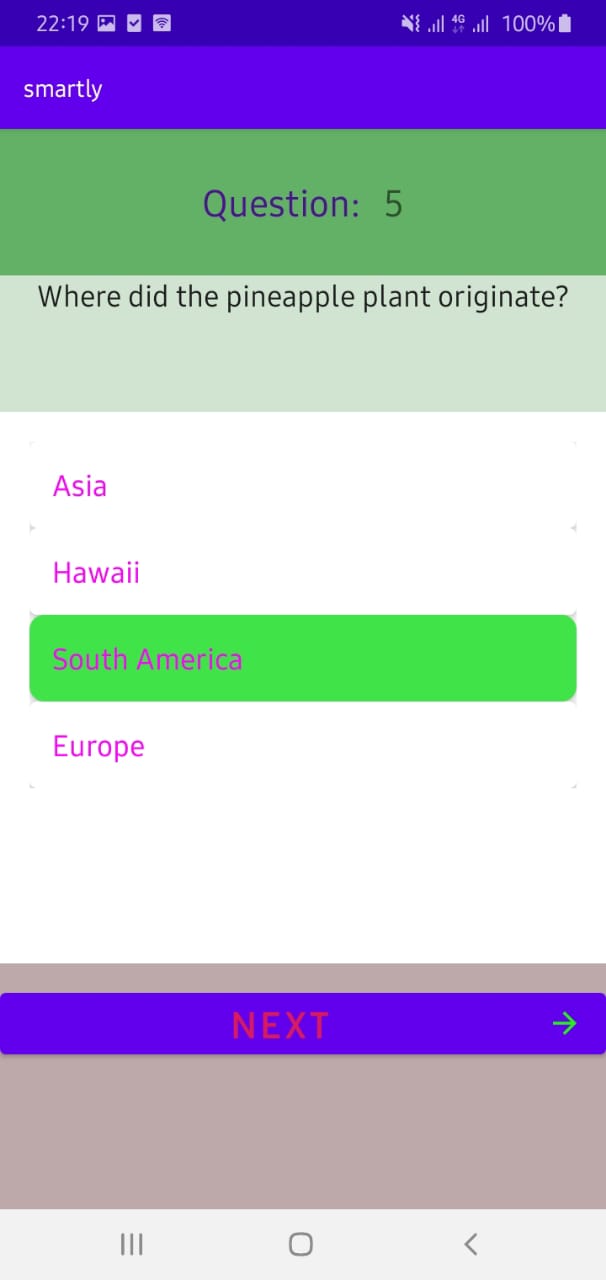 22:19 4G 100%
smartly
Question: 5
Where did the pineapple plant originate?
Asia
Hawaii
South America
Europe
NEXT